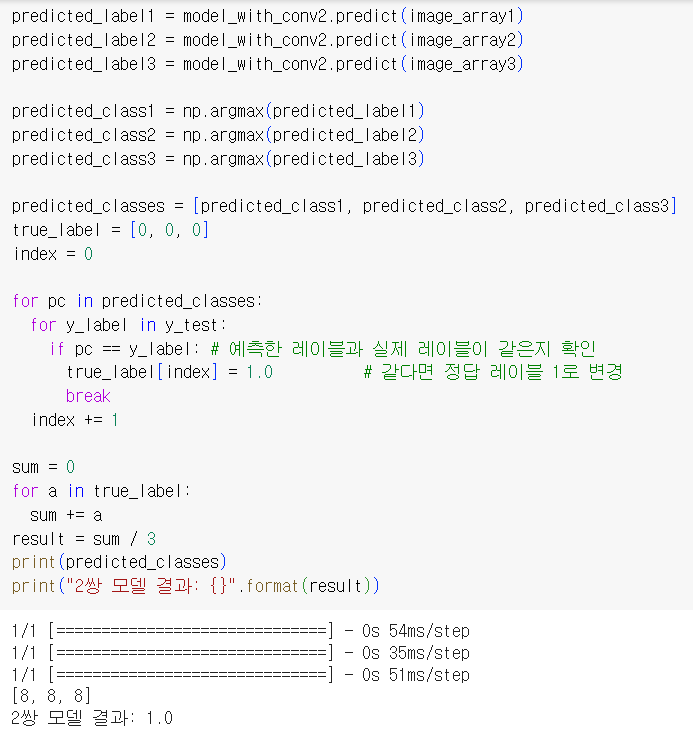 predicted_label1 = model_with_conv2.predict(image_array1)
predicted_label2 = model_with_conv2.predict(image_array2)
predicted_label3 = model_with_conv2.predict(image_array3)

predicted_class1 = np.argmax(predicted_label1)
predicted_class2 = np.argmax(predicted_label2)
predicted_class3 = np.argmax(predicted_label3)

predicted_classes = [predicted_class1, predicted_class2, predicted_class3]
true_label = [0, 0, 0]
index = 0

for pc in predicted_classes:
  for y_label in y_test:
    if pc == y_label: # 예측한 레이블과 실제 레이블이 같은지 확인
      true_label[index] = 1.0          # 같다면 정답 레이블 1로 변경
      break
  index += 1

sum = 0
for a in true_label:
  sum += a
result = sum / 3
print(predicted_classes)
print("2쌍 모델 결과: {}".format(result))
1/1 [==============================] - 0s 54ms/step
1/1 [==============================] - 0s 35ms/step
1/1 [==============================] - 0s 51ms/step
[8, 8, 8]
2쌍 모델 결과: 1.0